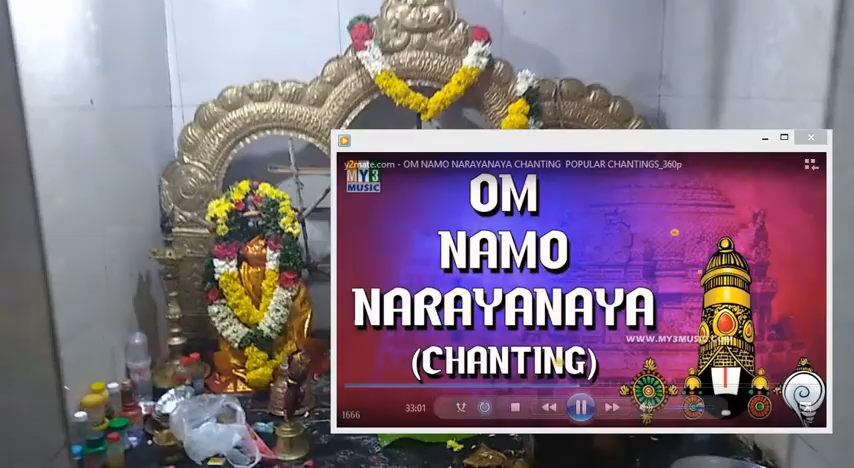 y2mate.com - OM NAMO NARAYANAYA CHANTING POPULAR CHANTINGS_360p
MY3
MUSIC
OM
NAMO
NARAYANAYA
WWW.MY3MUSIC.com
(CHANTING)
1666
33:01